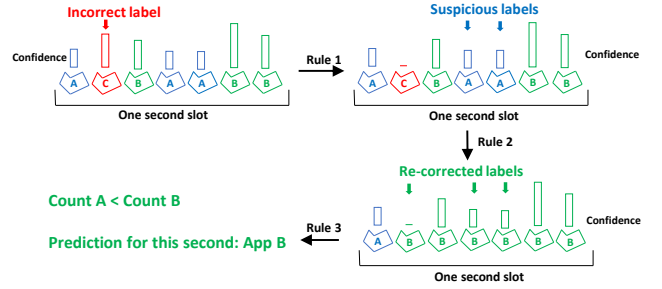 Incorrect label
Confidence
A C B A A B B
One second slot
Rule 1
Suspicious labels
Confidence
A C B A A B B
One second slot
Rule 2
Re-corrected labels
Confidence
A B B B B B B
One second slot
Rule 3
Count A < Count B
Prediction for this second: App B